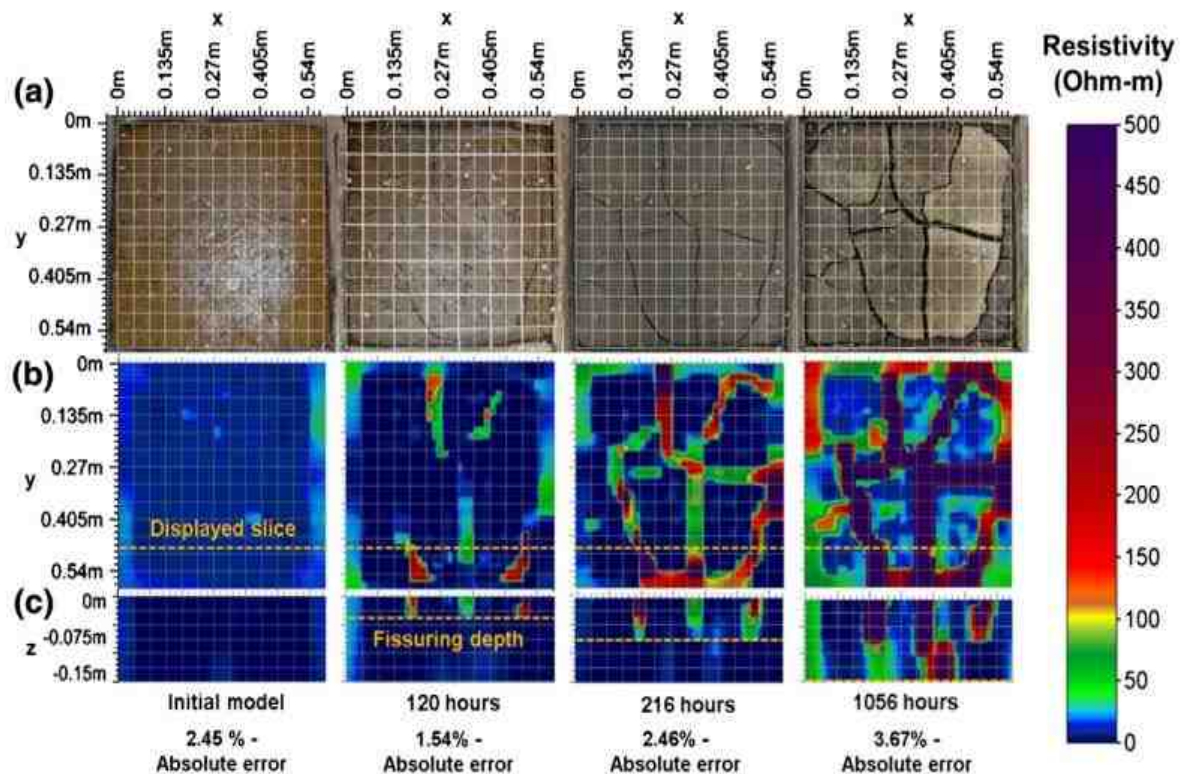 x x x x
0m 0.135m 0.27m 0.405m 0.54m 0m 0.135m 0.27m 0.405m 0.54m 0m 0.135m 0.27m 0.405m 0.54m 0m 0.135m 0.27m 0.405m 0.54m
Resistivity
(Ohm-m)
(a)
0m
0.135m
0.27m
y
0.405m
0.54m
(b)
0m
0.135m
0.27m
y
0.405m
Displayed slice
0.54m
(c)
0m
-0.075m
z
-0.15m
Fissuring depth
500
450
400
350
300
250
200
150
100
50
0
Initial model 120 hours 216 hours 1056 hours
2.45 % - 1.54% - 2.46% - 3.67% -
Absolute error Absolute error Absolute error Absolute error